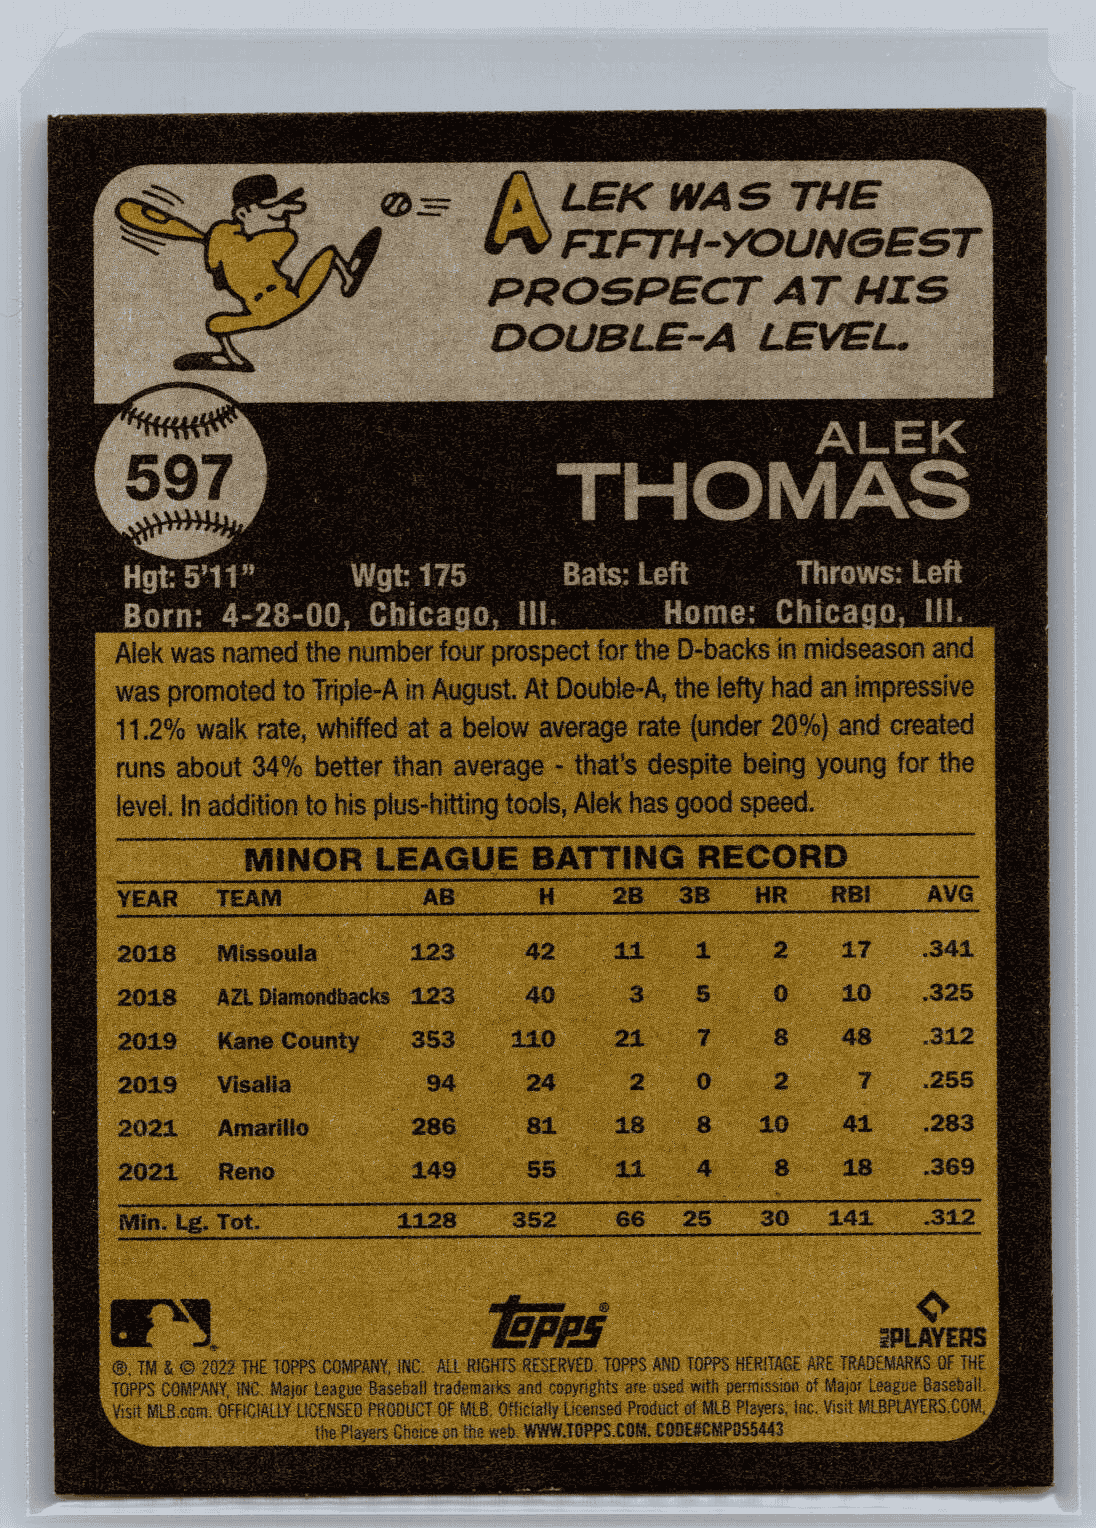 ALEK WAS THE
FIFTH-YOUNGEST
PROSPECT AT HIS
DOUBLE-A LEVEL.
597
ALEK
THOMAS
Hgt: 5'11" Wgt: 175 Bats: Left Throws: Left
Born: 4-28-00, Chicago, Ill. Home: Chicago, Ill.
Alek was named the number four prospect for the D-backs in midseason and
was promoted to Triple-A in August. At Double-A, the lefty had an impressive
11.2% walk rate, whiffed at a below average rate (under 20%) and created
runs about 34% better than average - that's despite being young for the
level. In addition to his plus-hitting tools, Alek has good speed.
MINOR LEAGUE BATTING RECORD
YEAR TEAM AB H 2B 3B HR RBI AVG
2018 Missoula 123 42 11 1 2 17 .341
2018 AZL Diamondbacks 123 40 3 5 0 10 .325
2019 Kane County 353 110 21 7 8 48 .312
2019 Visalia 94 24 2 0 2 7 .255
2021 Amarillo 286 81 18 8 10 41 .283
2021 Reno 149 55 11 4 8 18 .369
Min. Lg. Tot. 1128 352 66 25 30 141 .312
Topps® MLB PLAYERS
®, TM & © 2022 THE TOPPS COMPANY, INC. ALL RIGHTS RESERVED. TOPPS AND TOPPS HERITAGE ARE TRADEMARKS OF THE
TOPPS COMPANY, INC. Major League Baseball trademarks and copyrights are used with permission of Major League Baseball.
Visit MLB.com. OFFICIALLY LICENSED PRODUCT OF MLB. Officially Licensed Product of MLB Players, Inc. Visit MLBPLAYERS.COM,
the Players Choice on the web. WWW.TOPPS.COM. CODE#CMP055443